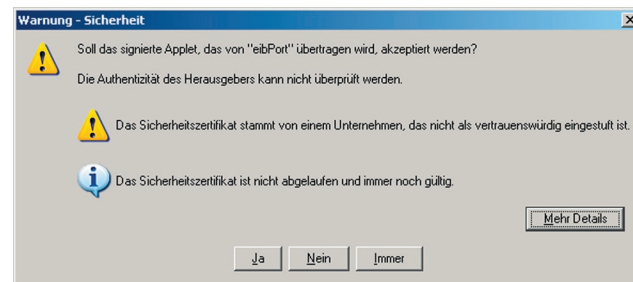 Warnung - Sicherheit
Soll das signierte Applet, das von "eibPort" übertragen wird, akzeptiert werden?
Die Authentizität des Herausgebers kann nicht überprüft werden.
Das Sicherheitszertifikat stammt von einem Unternehmen, das nicht als vertrauenswürdig eingestuft ist.
Das Sicherheitszertifikat ist nicht abgelaufen und immer noch gültig.
Mehr Details
Ja Nein Immer